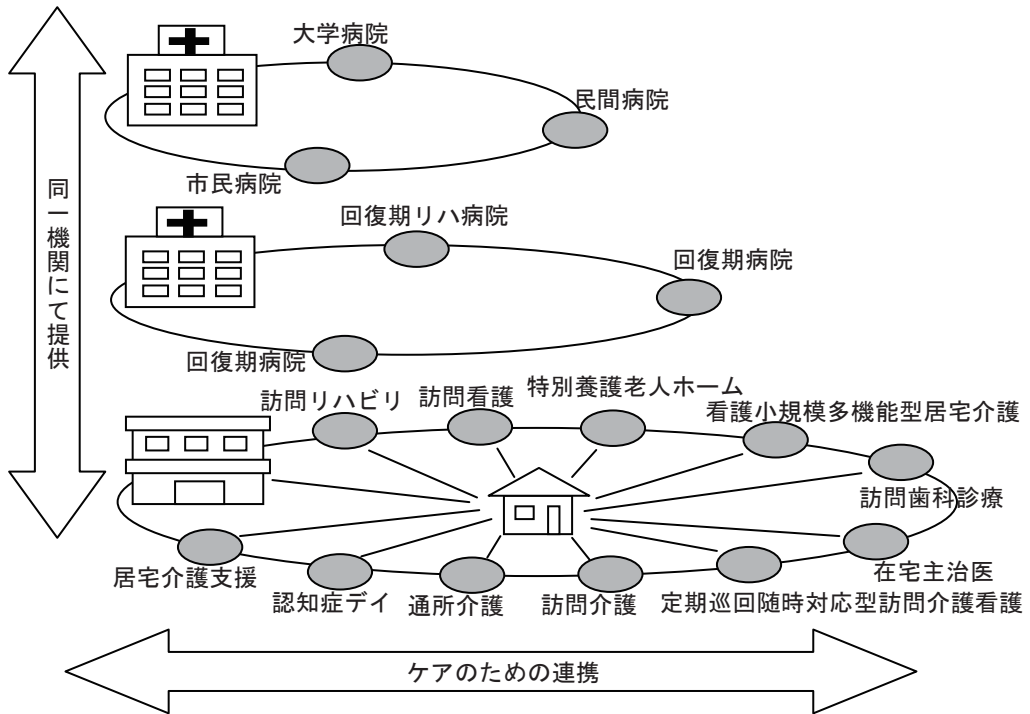 大学病院
民間病院
市民病院
同一機関にて提供
回復期リハ病院
回復期病院
回復期病院
訪問リハビリ
訪問看護
特別養護老人ホーム
看護小規模多機能型居宅介護
訪問歯科診療
在宅主治医
居宅介護支援
認知症デイ
通所介護
訪問介護
定期巡回随時対応型訪問介護看護
ケアのための連携